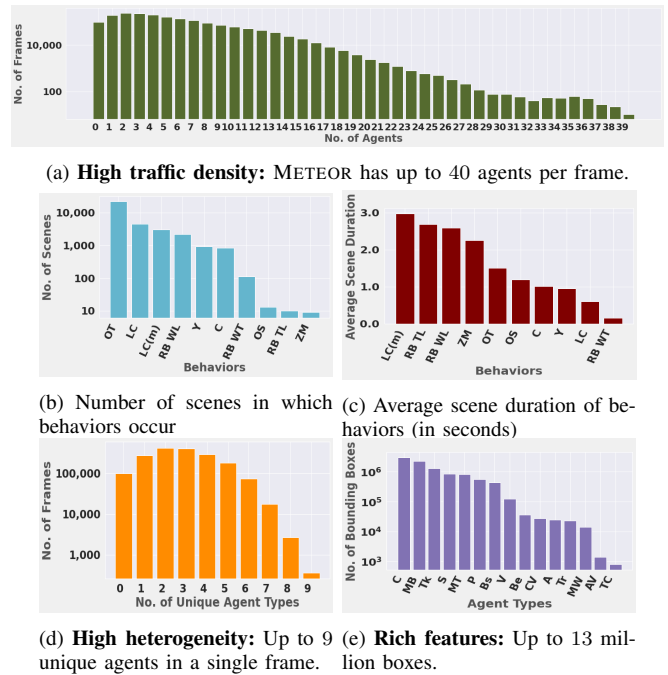 10,000
100
No. of Frames
0 1 2 3 4 5 6 7 8 9 10 11 12 13 14 15 16 17 18 19 20 21 22 23 24 25 26 27 28 29 30 31 32 33 34 35 36 37 38 39
No. of Agents
(a) High traffic density: METEOR has up to 40 agents per frame.
10,000
1,000
100
10
No. of Scenes
OT LC LC(m) RB WL Y C RB WT OS RB TL ZM
Behaviors
3.0
2.0
1.0
0.0
Average Scene Duration
LC(m) RB TL RB WL ZM OT OS C Y LC RB WT
Behaviors
(b) Number of scenes in which
behaviors occur
(c) Average scene duration of be-
haviors (in seconds)
100,000
10,000
1,000
No. of Frames
0 1 2 3 4 5 6 7 8 9
No. of Unique Agent Types
10⁶
10⁵
10⁴
10³
No. of Bounding Boxes
C MB Tk S MT P Bs V Be CV A Tr MW AV TC
Agent Types
(d) High heterogeneity: Up to 9
unique agents in a single frame.
(e) Rich features: Up to 13 mil-
lion boxes.